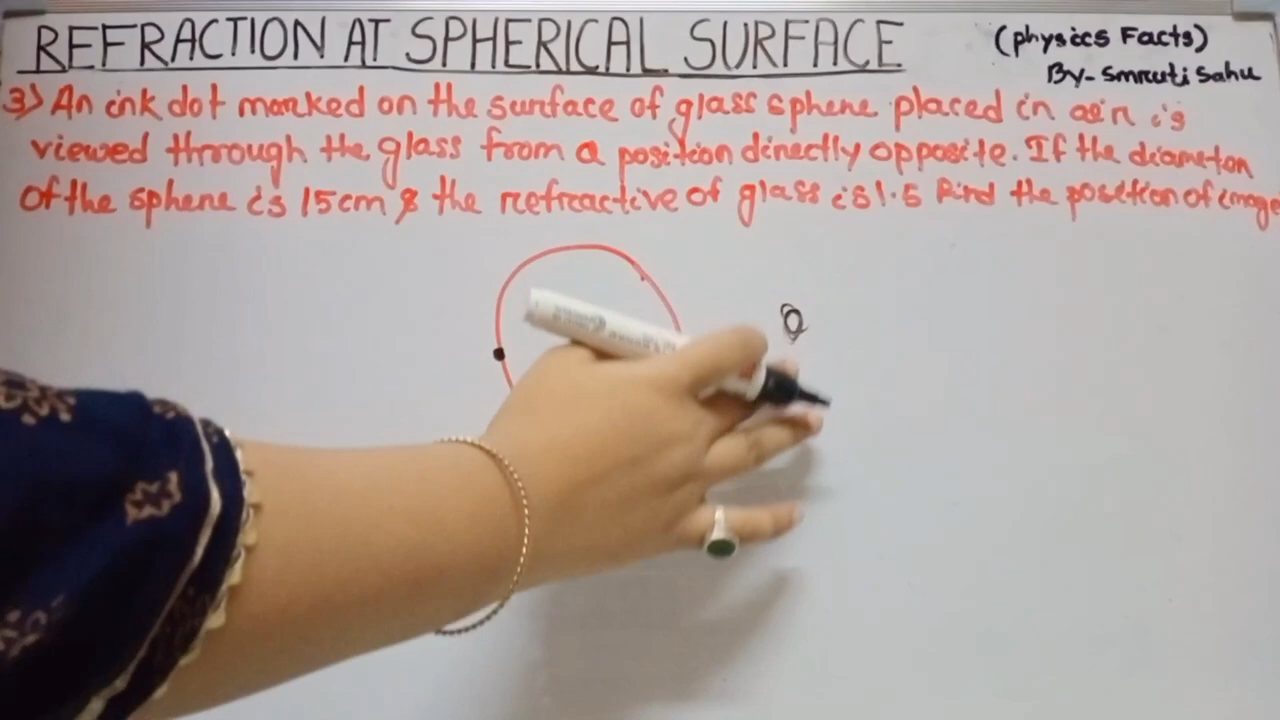 REFRACTION AT SPHERICAL SURFACE
(physics Facts)
By-Smruti Sahu
3) An ink dot marked on the surface of glass sphere placed in air is
viewed through the glass from a position directly opposite. If the diameter
of the sphere is 15cm & the refractive of glass is 1.5 Find the position of image